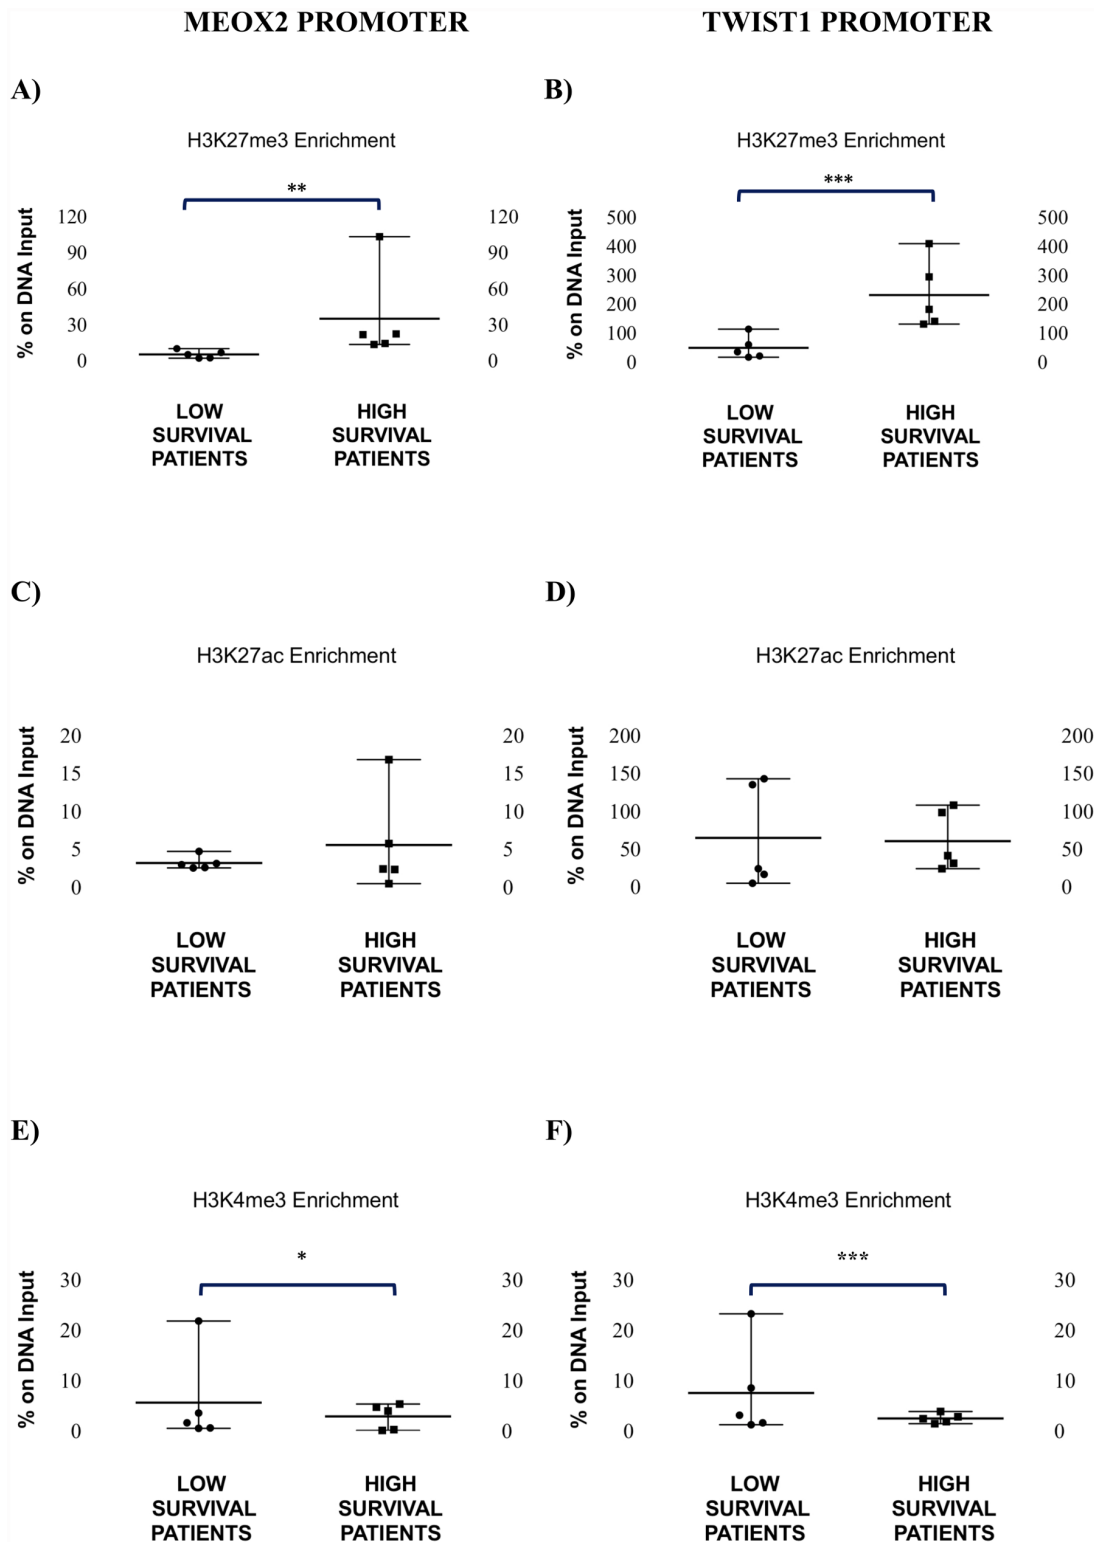 MEOX2 PROMOTER
TWIST1 PROMOTER
A)
B)
H3K27me3 Enrichment
H3K27me3 Enrichment
**
***
% on DNA Input
120
90
60
30
0
120
90
60
30
0
% on DNA Input
500
400
300
200
100
0
500
400
300
200
100
0
LOW
SURVIVAL
PATIENTS
HIGH
SURVIVAL
PATIENTS
LOW
SURVIVAL
PATIENTS
HIGH
SURVIVAL
PATIENTS
C)
D)
H3K27ac Enrichment
H3K27ac Enrichment
% on DNA Input
20
15
10
5
0
20
15
10
5
0
% on DNA Input
200
150
100
50
0
200
150
100
50
0
LOW
SURVIVAL
PATIENTS
HIGH
SURVIVAL
PATIENTS
LOW
SURVIVAL
PATIENTS
HIGH
SURVIVAL
PATIENTS
E)
F)
H3K4me3 Enrichment
H3K4me3 Enrichment
*
***
% on DNA Input
30
20
10
0
30
20
10
0
% on DNA Input
30
20
10
0
30
20
10
0
LOW
SURVIVAL
PATIENTS
HIGH
SURVIVAL
PATIENTS
LOW
SURVIVAL
PATIENTS
HIGH
SURVIVAL
PATIENTS